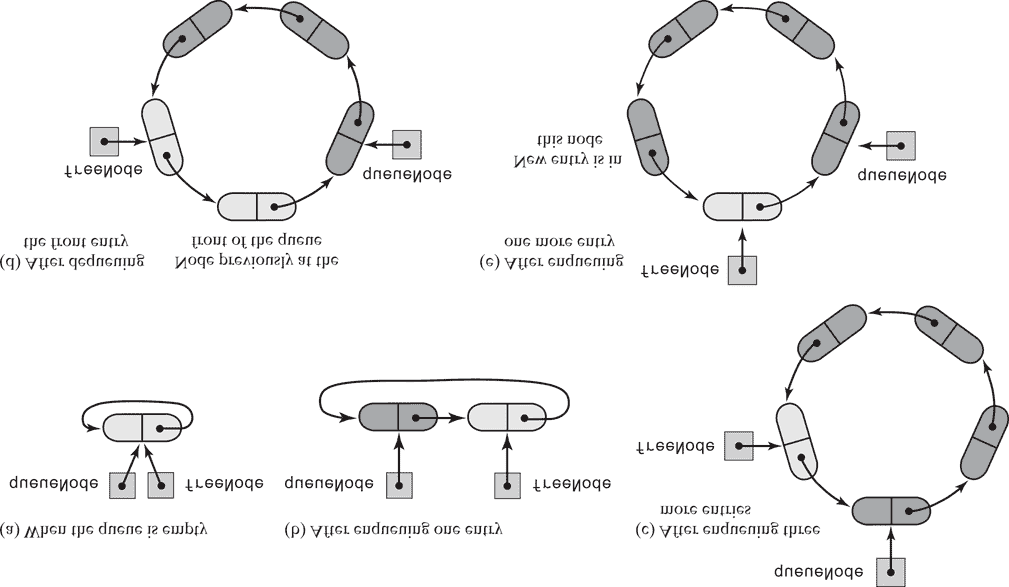 (a) When the queue is empty
queueNode
freeNode
(b) After enqueuing one entry
queueNode
freeNode
(c) After enqueuing three
more entries
queueNode
freeNode
(d) After dequeuing
the front entry
Node previously at the
front of the queue
freeNode
queueNode
(e) After enqueuing
one more entry
freeNode
queueNode
New entry is in
this node